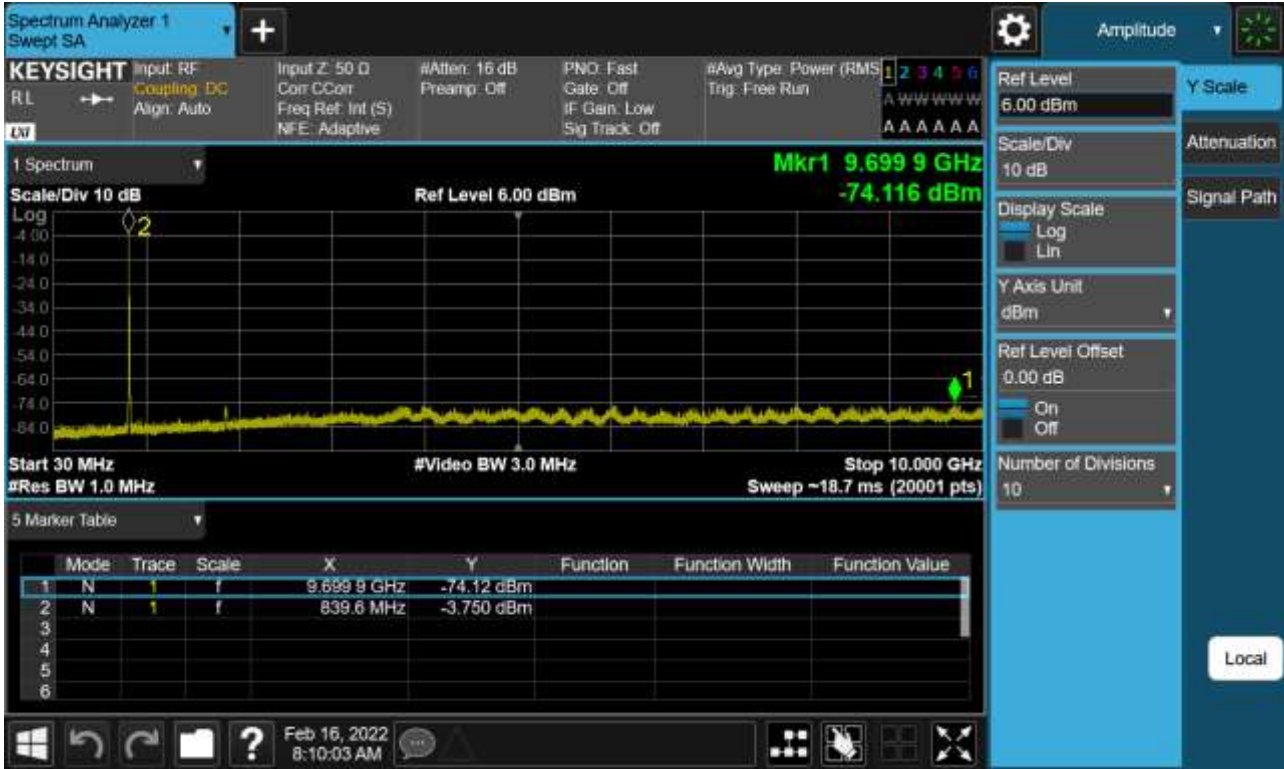 Spectrum Analyzer 1
Swept SA
+
Amplitude
KEYSIGHT
RL
LXI
Input: RF
Coupling: DC
Align: Auto
Input Z: 50 Ω
Corr CCorr
Freq Ref: Int (S)
NFE: Adaptive
#Atten: 16 dB
Preamp: Off
PNO: Fast
Gate: Off
IF Gain: Low
Sig Track: Off
#Avg Type: Power (RMS
Trig: Free Run
1 2 3 4 5 6
A W W W W W
A A A A A A
1 Spectrum
Mkr1 9.699 9 GHz
Scale/Div 10 dB
Ref Level 6.00 dBm
-74.116 dBm
Log
-4.00
-14.0
-24.0
-34.0
-44.0
-54.0
-64.0
-74.0
-84.0
2
1
Start 30 MHz
#Video BW 3.0 MHz
Stop 10.000 GHz
#Res BW 1.0 MHz
Sweep ~18.7 ms (20001 pts)
5 Marker Table
Mode Trace Scale X Y Function Function Width Function Value
1 N 1 f 9.699 9 GHz -74.12 dBm
2 N 1 f 839.6 MHz -3.750 dBm
3
4
5
6
Ref Level
6.00 dBm
Scale/Div
10 dB
Display Scale
Log
Lin
Y Axis Unit
dBm
Ref Level Offset
0.00 dB
On
Off
Number of Divisions
10
Y Scale
Attenuation
Signal Path
Local
?
Feb 16, 2022
8:10:03 AM